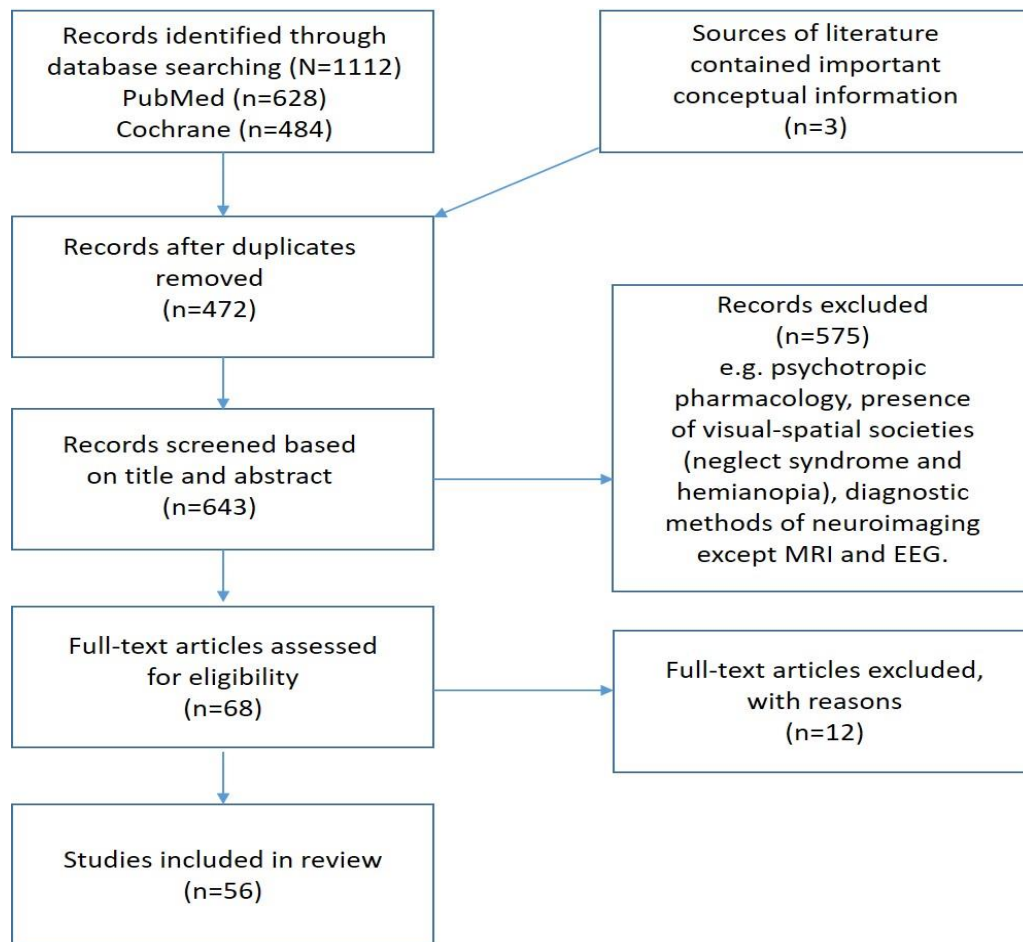 Records identified through
database searching (N=1112)
PubMed (n=628)
Cochrane (n=484)
Sources of literature
contained important
conceptual information
(n=3)
Records after duplicates
removed
(n=472)
Records excluded
(n=575)
e.g. psychotropic
pharmacology, presence
of visual-spatial societies
(neglect syndrome and
hemianopia), diagnostic
methods of neuroimaging
except MRI and EEG.
Records screened based
on title and abstract
(n=643)
Full-text articles assessed
for eligibility
(n=68)
Full-text articles excluded,
with reasons
(n=12)
Studies included in review
(n=56)